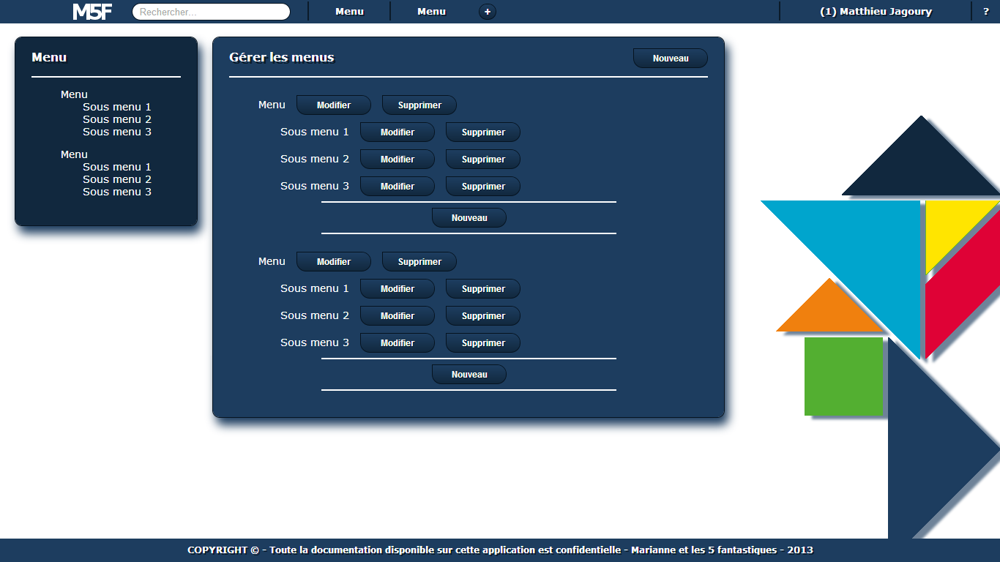 M5F Rechercher... Menu Menu + (1) Matthieu Jagoury ?
Menu
Menu
Sous menu 1
Sous menu 2
Sous menu 3
Menu
Sous menu 1
Sous menu 2
Sous menu 3
Gérer les menus Nouveau
Menu Modifier Supprimer
Sous menu 1 Modifier Supprimer
Sous menu 2 Modifier Supprimer
Sous menu 3 Modifier Supprimer
Nouveau
Menu Modifier Supprimer
Sous menu 1 Modifier Supprimer
Sous menu 2 Modifier Supprimer
Sous menu 3 Modifier Supprimer
Nouveau
COPYRIGHT © - Toute la documentation disponible sur cette application est confidentielle - Marianne et les 5 fantastiques - 2013